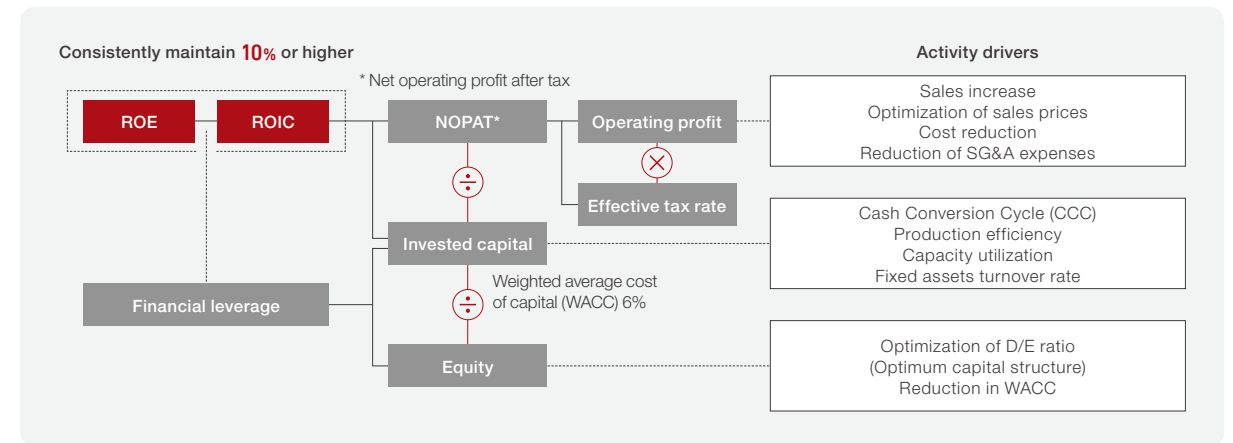 Consistently maintain 10% or higher
Activity drivers
* Net operating profit after tax
ROE
ROIC
NOPAT*
Operating profit
Sales increase
Optimization of sales prices
Cost reduction
Reduction of SG&A expenses
×
÷
Effective tax rate
Invested capital
Cash Conversion Cycle (CCC)
Production efficiency
Capacity utilization
Fixed assets turnover rate
Weighted average cost
of capital (WACC) 6%
÷
Financial leverage
Equity
Optimization of D/E ratio
(Optimum capital structure)
Reduction in WACC